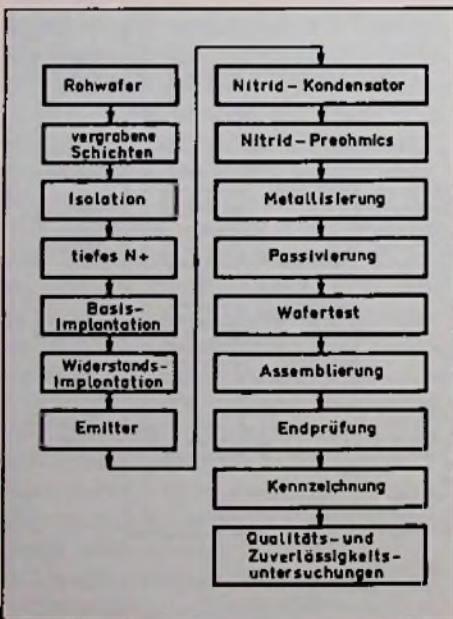 Rohwafer
vergrabene
Schichten
Isolation
tiefes N+
Basis-
Implantation
Widerstands-
Implantation
Emitter
Nitrid-Kondensator
Nitrid-Preohmics
Metallisierung
Passivierung
Wafertest
Assemblierung
Endprüfung
Kennzeichnung
Qualitäts- und
Zuverlässigkeits-
untersuchungen